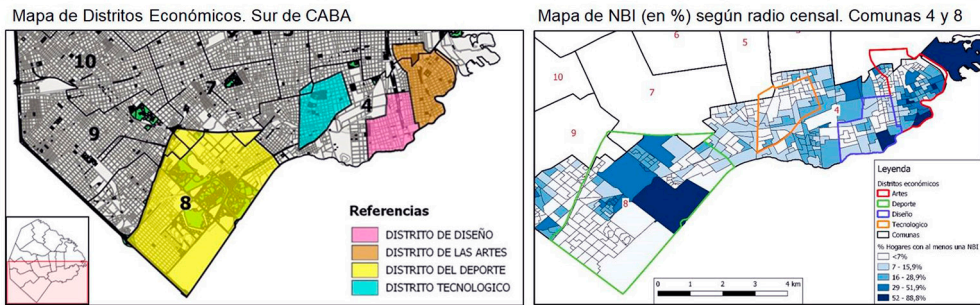 Mapa de Distritos Económicos. Sur de CABA
10
7
9
4
8
Referencias
DISTRITO DE DISEÑO
DISTRITO DE LAS ARTES
DISTRITO DEL DEPORTE
DISTRITO TECNOLOGICO
Mapa de NBI (en %) según radio censal. Comunas 4 y 8
6
5
10
7
9
4
8
Leyenda
Distritos económicos
Artes
Deporte
Diseño
Tecnologico
Comunas
% Hogares con al menos una NBI
<7%
7 - 15,9%
16 - 28,9%
29 - 51,9%
52 - 88,8%
0 1 2 3 4 km